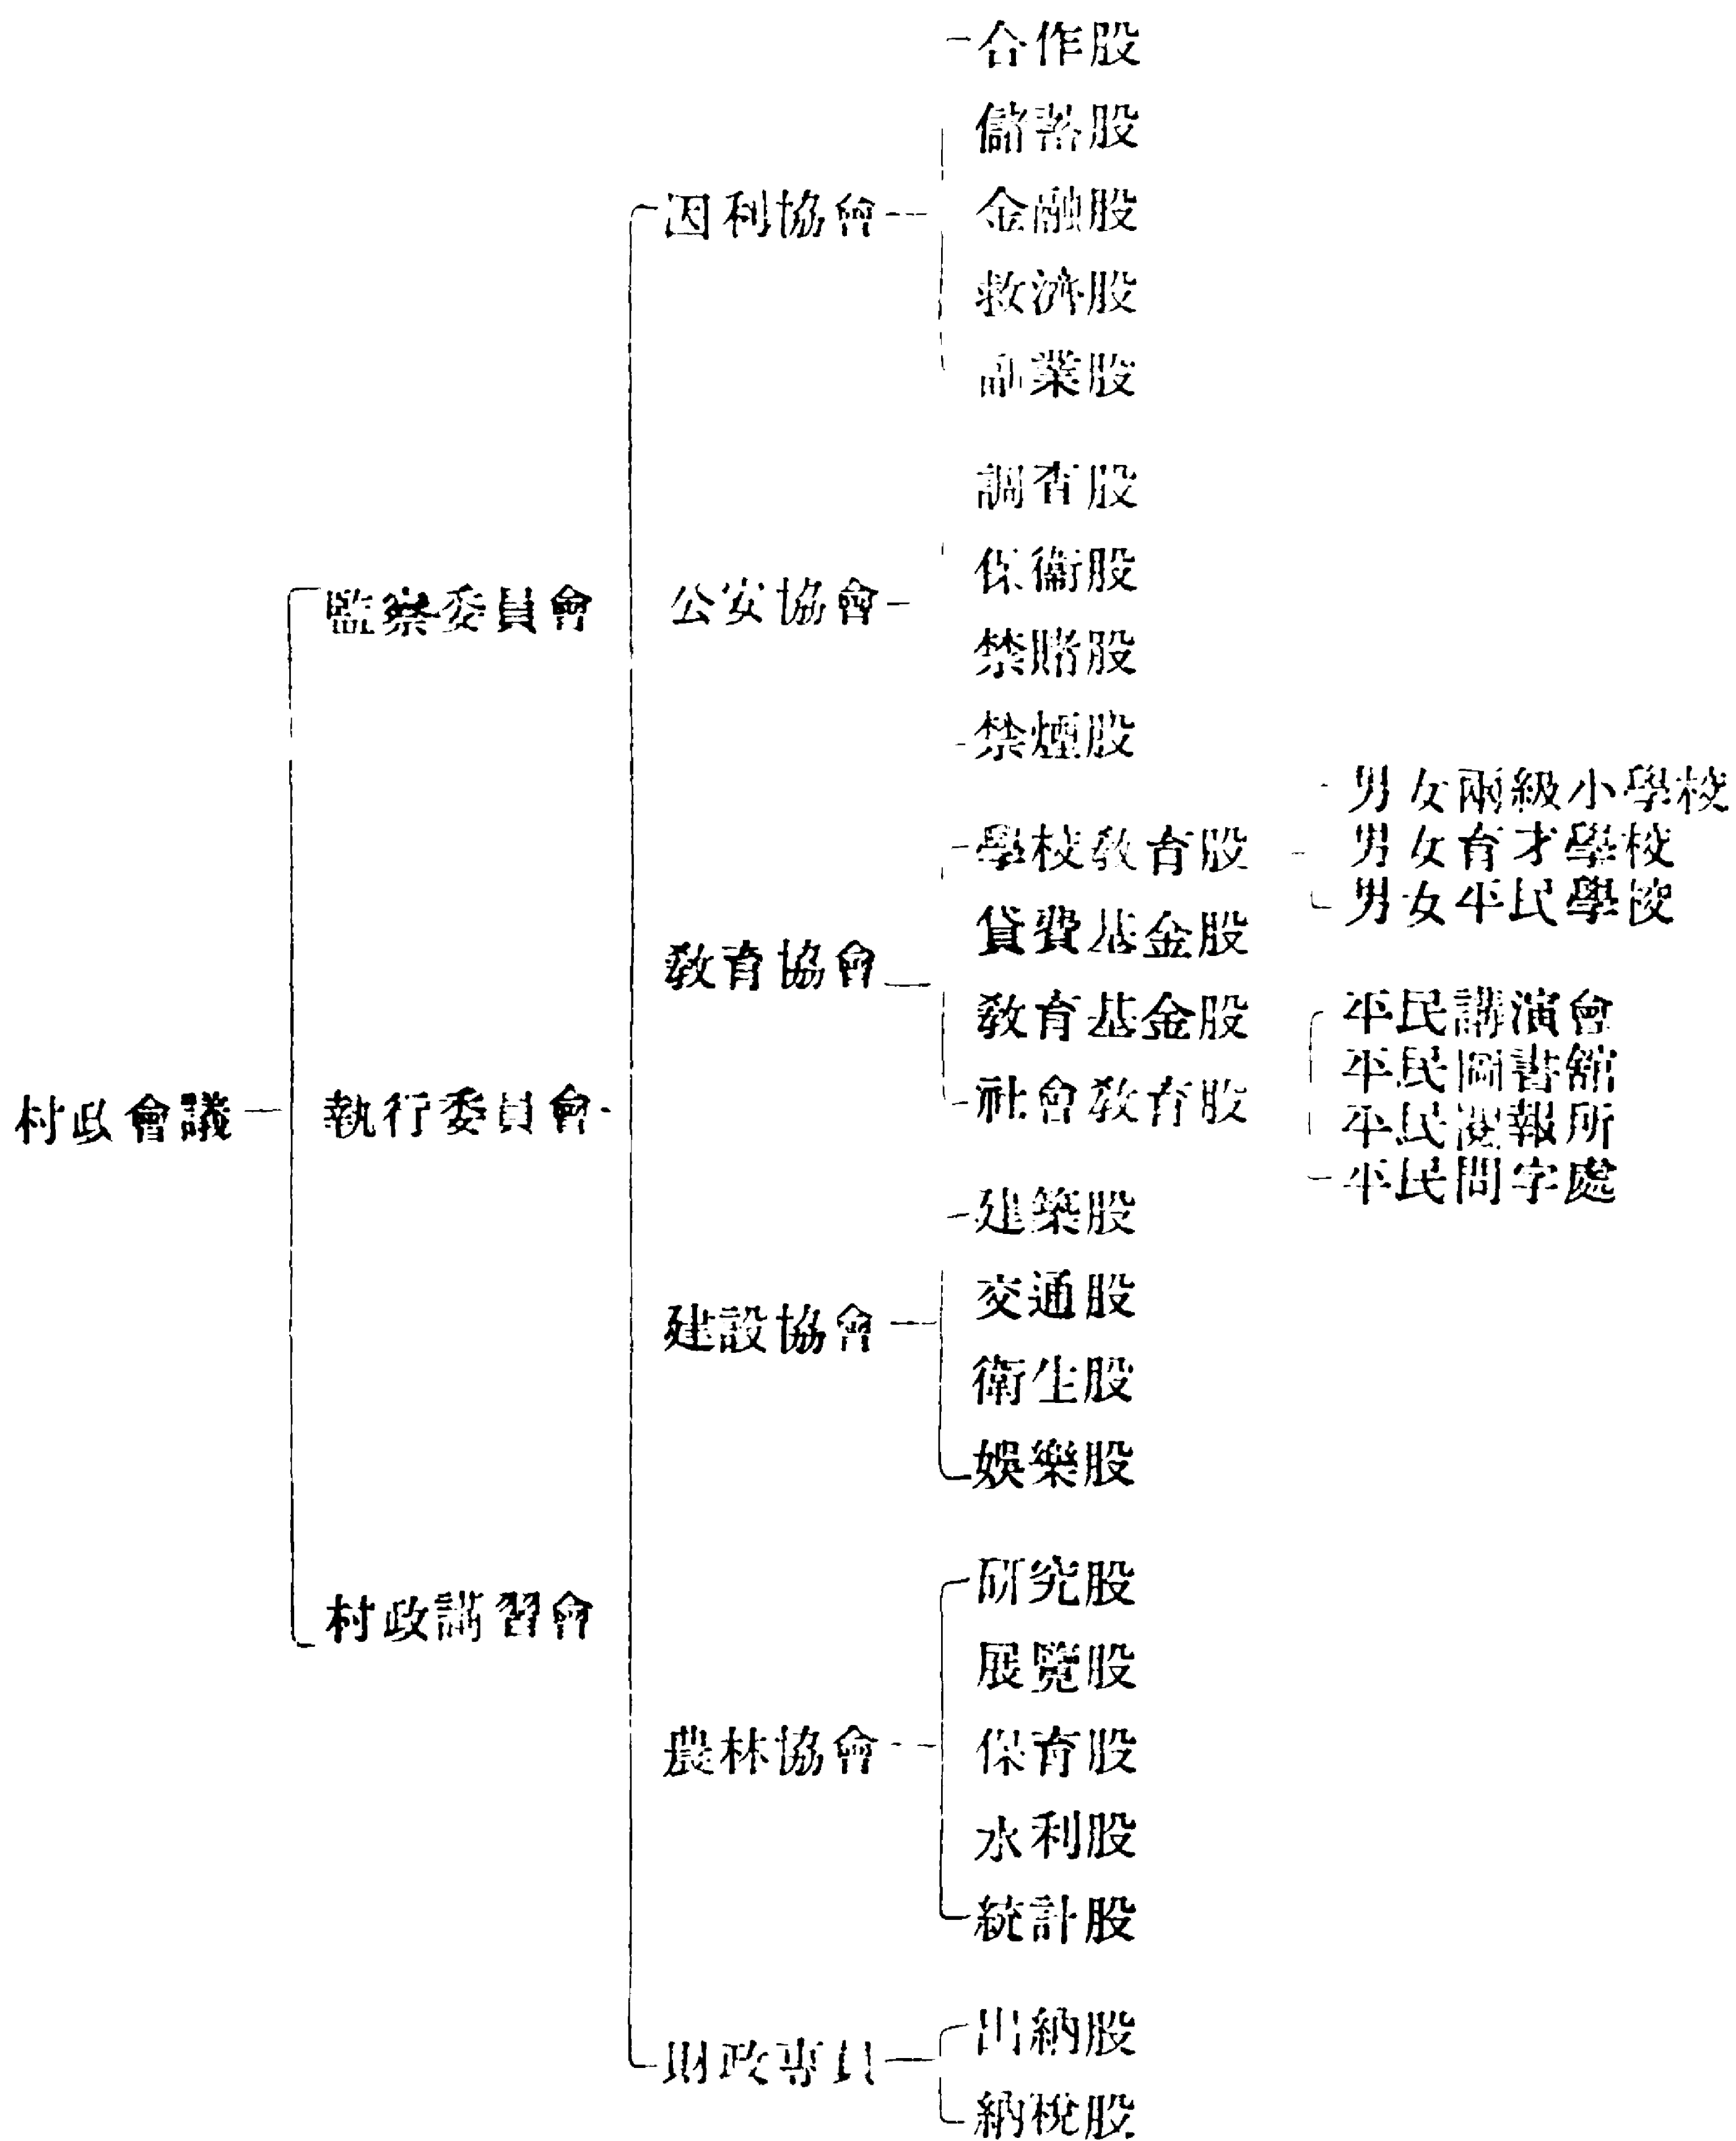 村政會議
監察委員會
執行委員會
村政講習會
因利協會
公安協會
敎育協會
建設協會
農林協會
財政專員
合作股
儲蓄股
金融股
救濟股
副業股
調查股
保衞股
禁賭股
禁煙股
學校敎育股
貸費基金股
敎育基金股
社會敎育股
建築股
交通股
衞生股
娛樂股
研究股
展覽股
保育股
水利股
統計股
出納股
納稅股
男女兩級小學校
男女育才學校
男女平民學校
平民講演會
平民圖書舘
平民閱報所
平民問字處